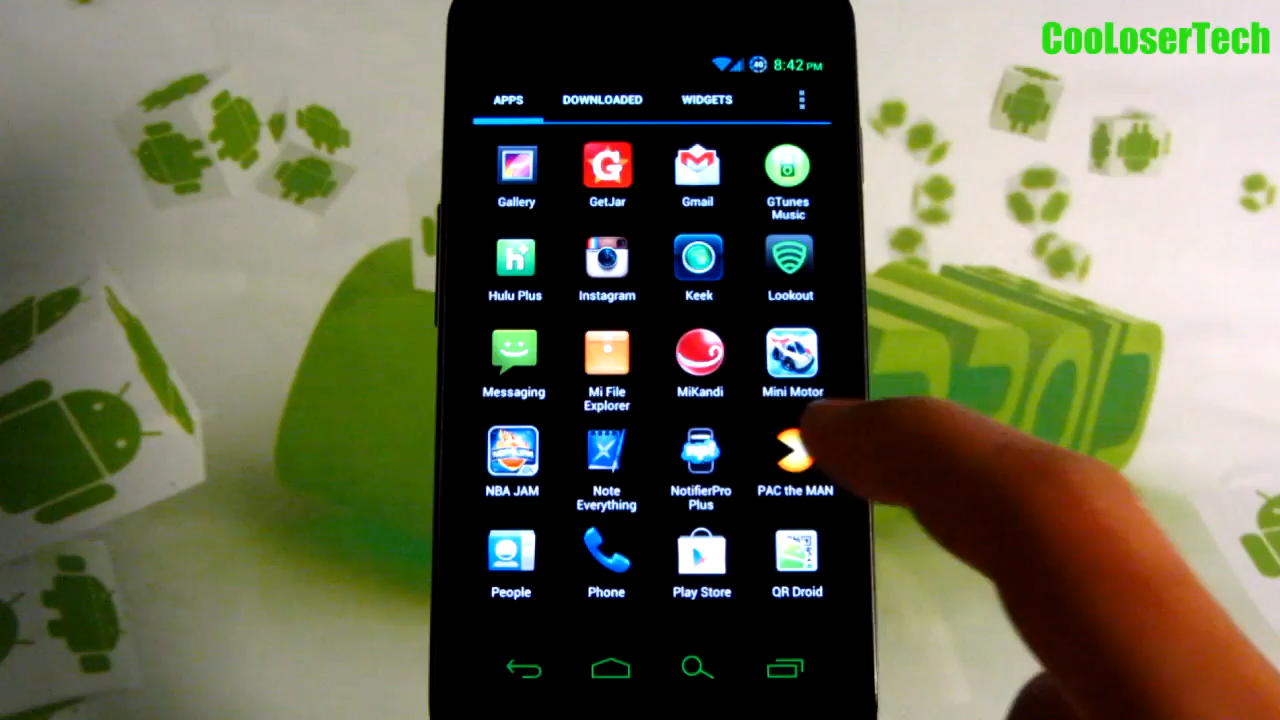 CooLoserTech
4G 8:42 PM
APPS DOWNLOADED WIDGETS
Gallery GetJar Gmail GTunes
Music
Hulu Plus Instagram Keek Lookout
Messaging Mi File MiKandi Mini Motor
Explorer
NBA JAM Note NotifierPro PAC the MAN
Everything Plus
People Phone Play Store QR Droid